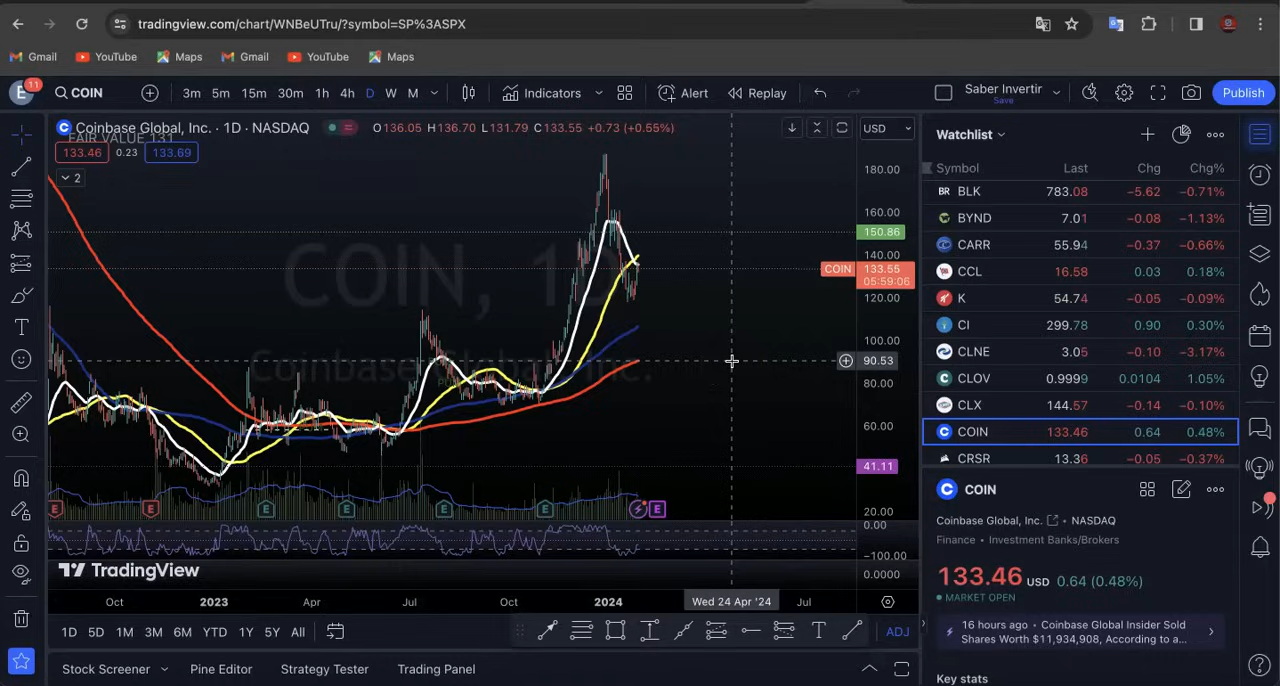 tradingview.com/chart/WNBeUTru/?symbol=SP%3ASPX
Gmail YouTube Maps Gmail YouTube Maps
E 11 COIN 3m 5m 15m 30m 1h 4h D W M Indicators Alert Replay Saber Invertir Save Publish
Coinbase Global, Inc. · 1D · NASDAQ O136.05 H136.70 L131.79 C133.55 +0.73 (+0.55%) USD
FAIR VALUE 131
133.46 0.23 133.69
2
COIN, 1D
Coinbase Global, Inc.
180.00
160.00
150.86
140.00
COIN 133.55
05:59:06
120.00
100.00
90.53
80.00
60.00
41.11
20.00
0.00
−100.00
0.0000
E E E E E E E
TradingView
Oct 2023 Apr Jul Oct 2024 Wed 24 Apr '24 Jul
1D 5D 1M 3M 6M YTD 1Y 5Y All ADJ
Stock Screener Pine Editor Strategy Tester Trading Panel
Watchlist
Symbol Last Chg Chg%
BLK 783.08 −5.62 −0.71%
BYND 7.01 −0.08 −1.13%
CARR 55.94 −0.37 −0.66%
CCL 16.58 0.03 0.18%
K 54.74 −0.05 −0.09%
CI 299.78 0.90 0.30%
CLNE 3.05 −0.10 −3.17%
CLOV 0.9999 0.0104 1.05%
CLX 144.57 −0.14 −0.10%
COIN 133.46 0.64 0.48%
CRSR 13.36 −0.05 −0.37%
COIN
Coinbase Global, Inc. • NASDAQ
Finance • Investment Banks/Brokers
133.46 USD 0.64 (0.48%)
MARKET OPEN
16 hours ago • Coinbase Global Insider Sold
Shares Worth $11,934,908, According to a...
Key stats